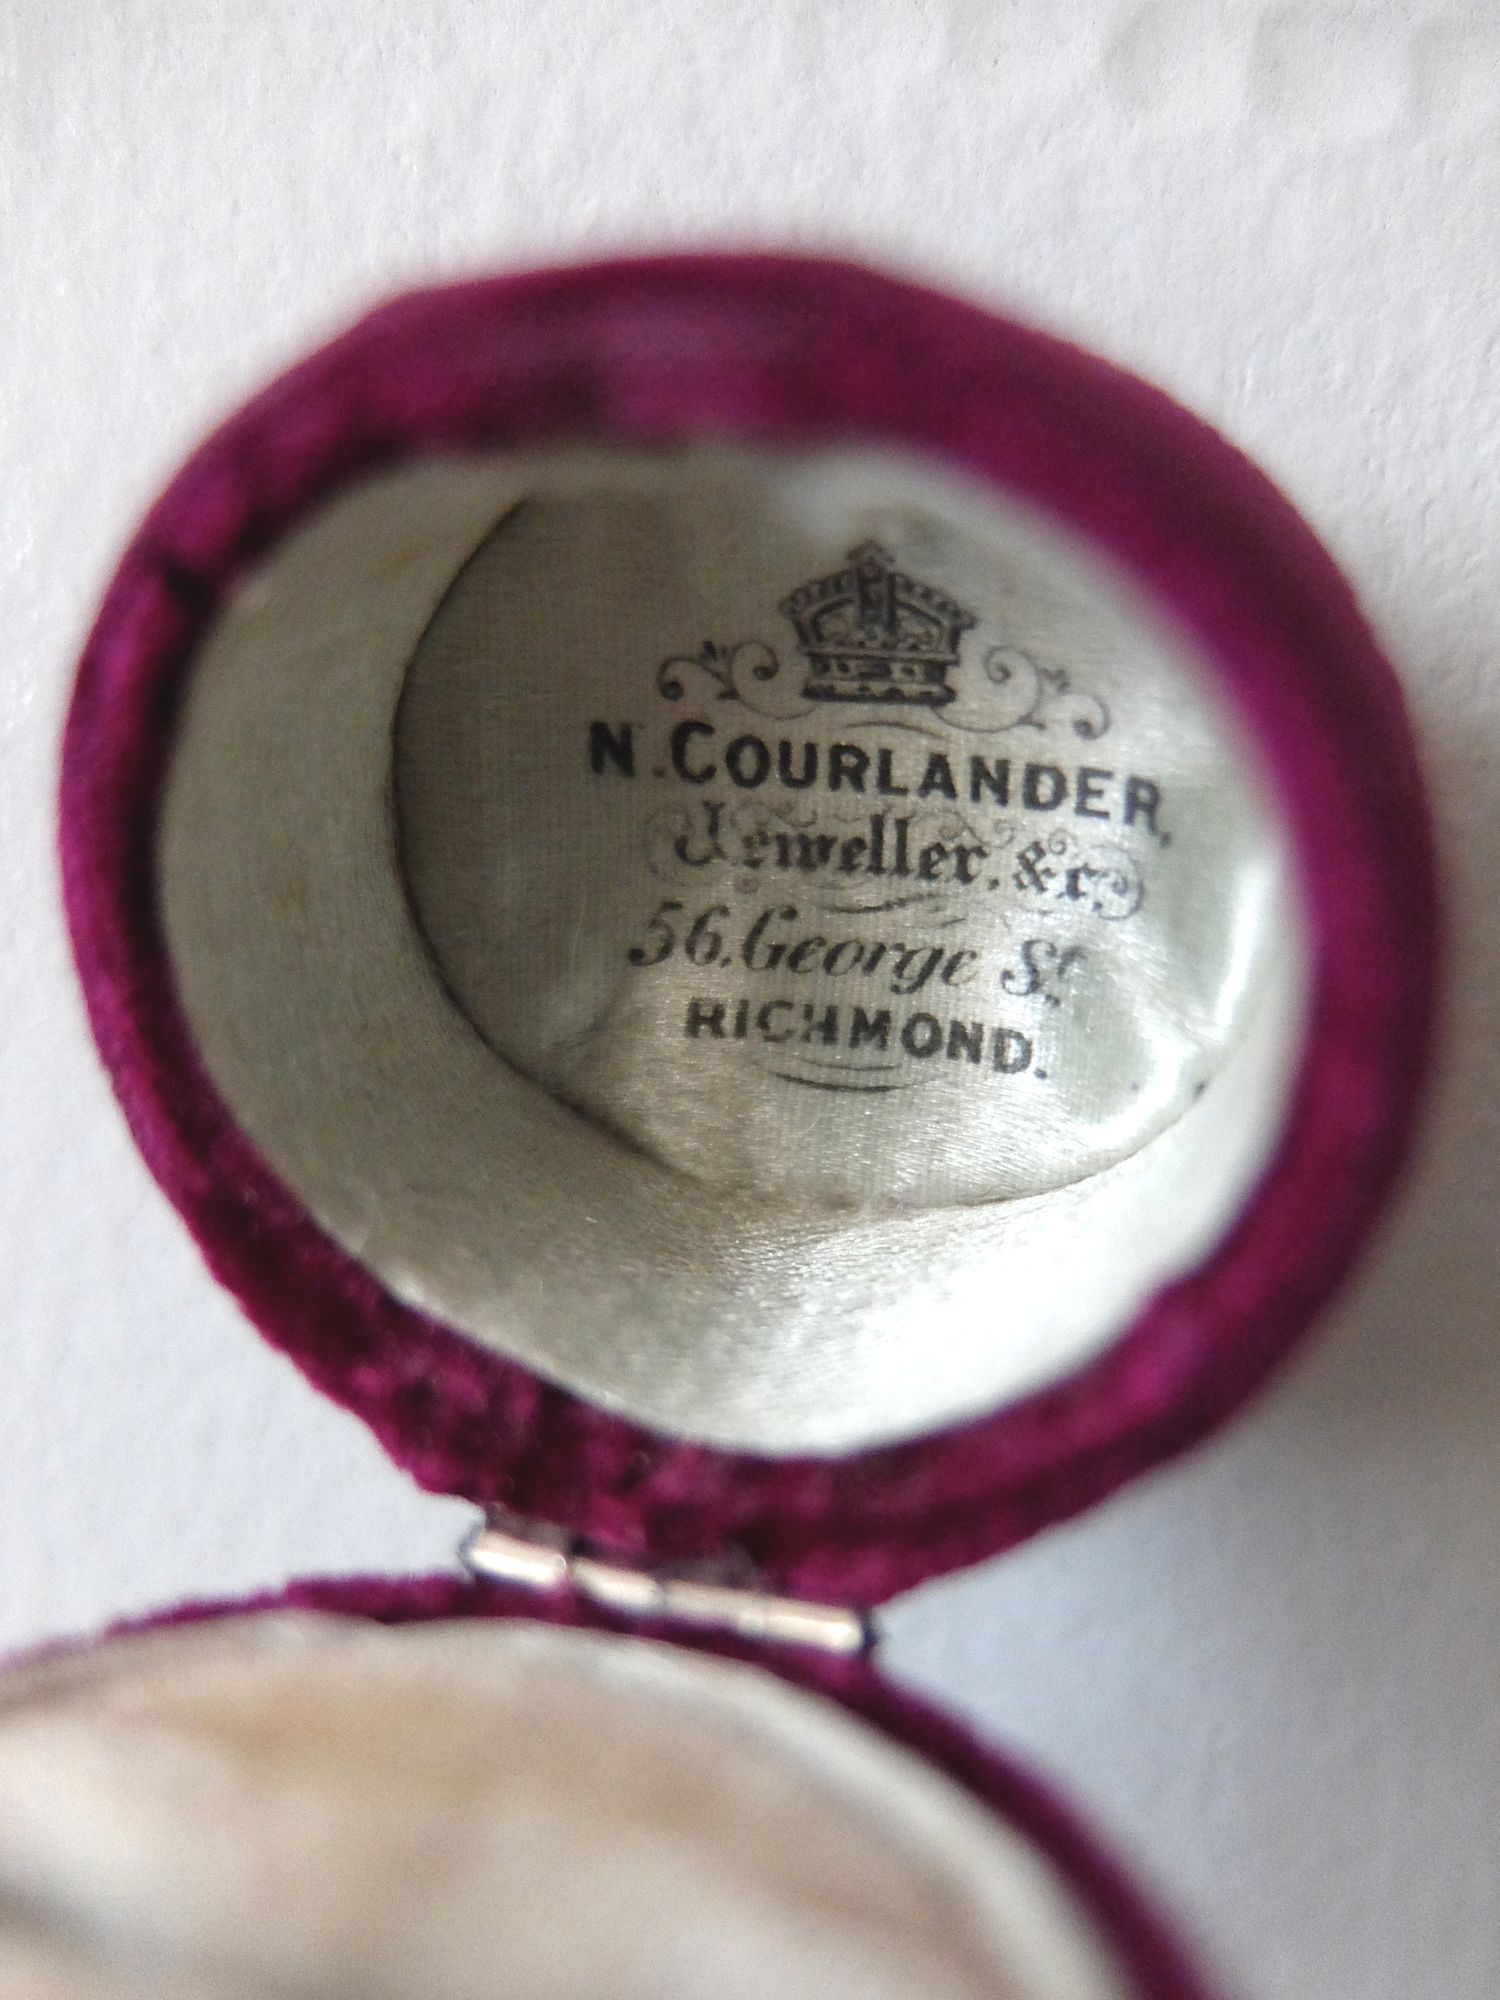 N. COURLANDER,
Jeweller, &c.
56, George St.
RICHMOND.